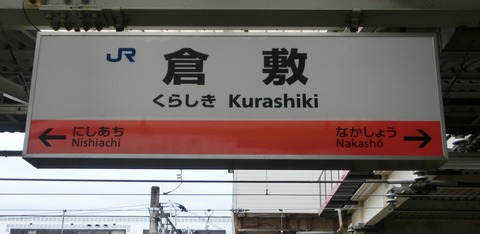 JR
倉敷
くらしき Kurashiki
← にしあち なかしょう →
Nishiachi Nakashō